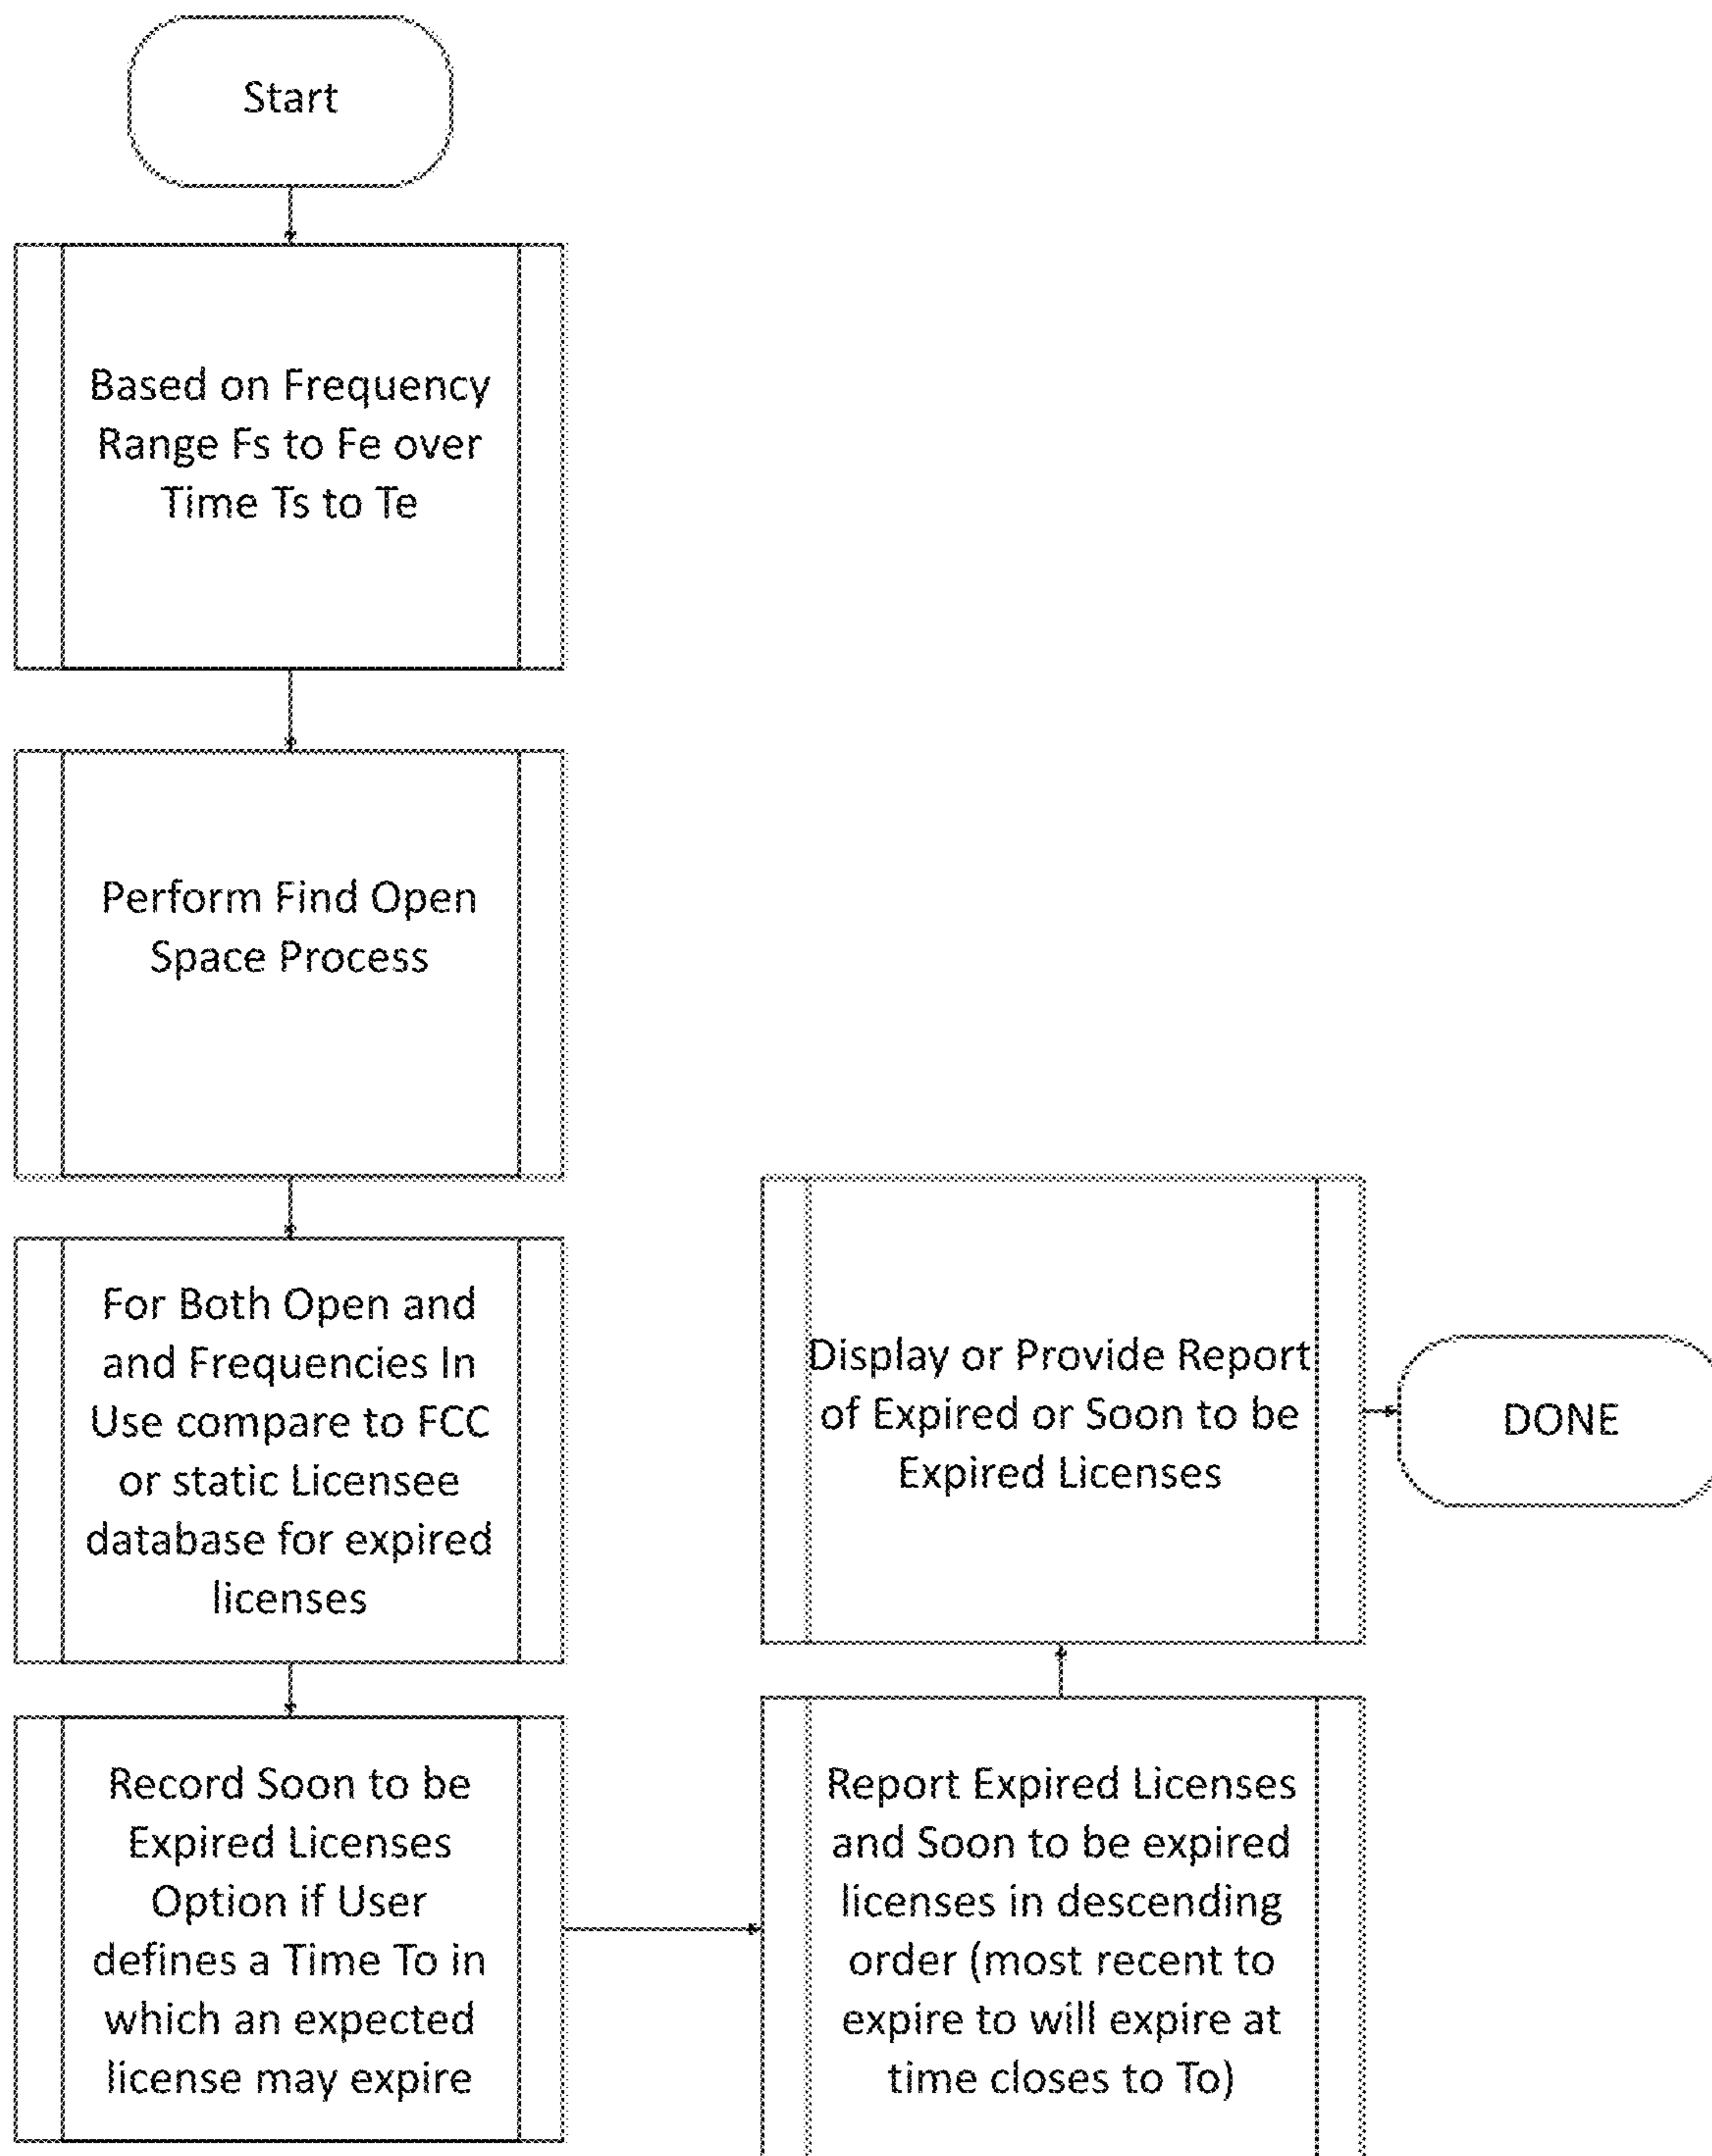 Start
Based on Frequency
Range Fs to Fe over
Time Ts to Te
Perform Find Open
Space Process
For Both Open and
and Frequencies In
Use compare to FCC
or static Licensee
database for expired
licenses
Record Soon to be
Expired Licenses
Option if User
defines a Time To in
which an expected
license may expire
Report Expired Licenses
and Soon to be expired
licenses in descending
order (most recent to
expire to will expire at
time closes to To)
Display or Provide Report
of Expired or Soon to be
Expired Licenses
DONE